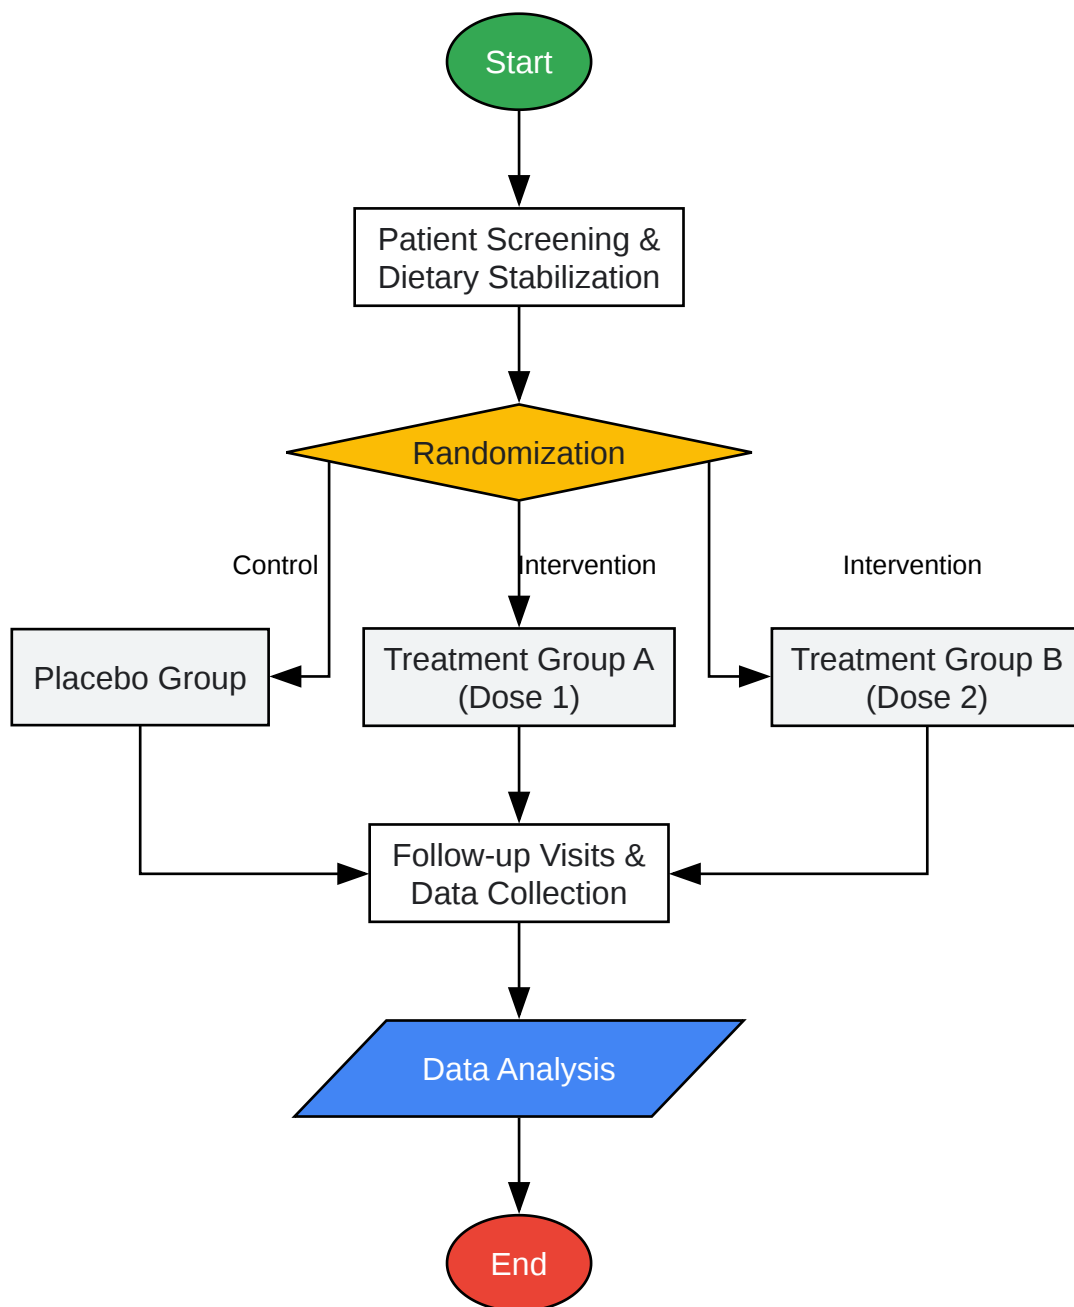 Start
Patient Screening &
Dietary Stabilization
Randomization
Control
Intervention
Intervention
Placebo Group
Treatment Group A
(Dose 1)
Treatment Group B
(Dose 2)
Follow-up Visits &
Data Collection
Data Analysis
End